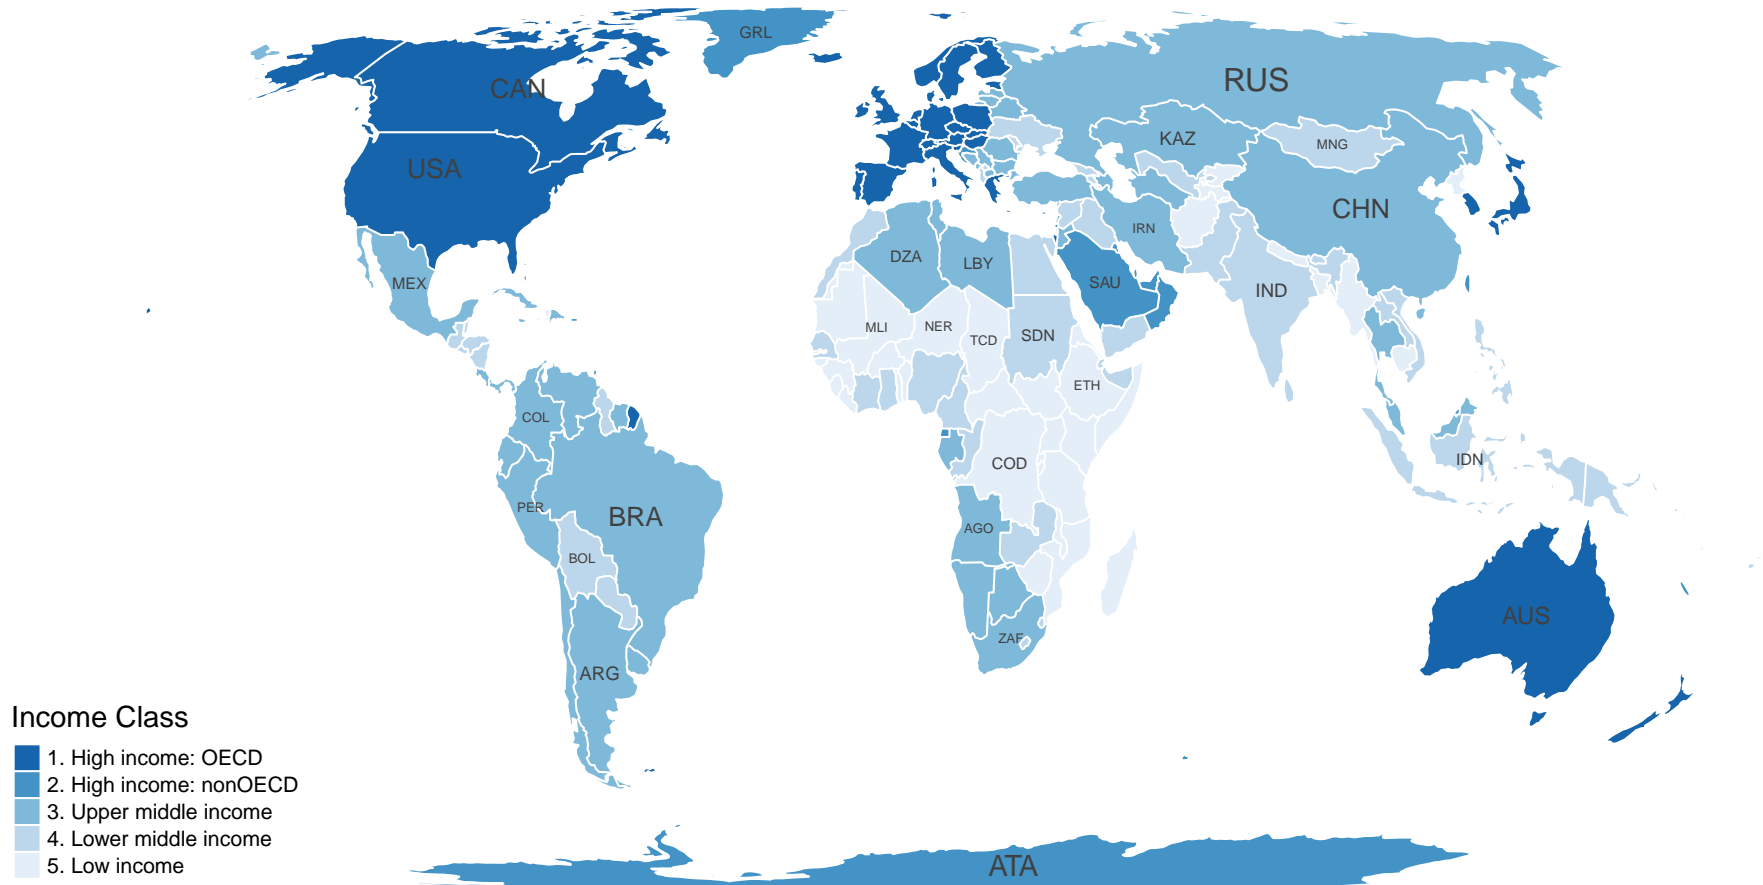 GRL
CAN
RUS
KAZ
MNG
USA
CHN
IRN
DZA
LBY
MEX
SAU
IND
MLI
NER
TCD
SDN
ETH
COL
COD
IDN
PER
BRA
AGO
BOL
AUS
ZAF
ARG
Income Class
1. High income: OECD
2. High income: nonOECD
3. Upper middle income
4. Lower middle income
5. Low income
ATA